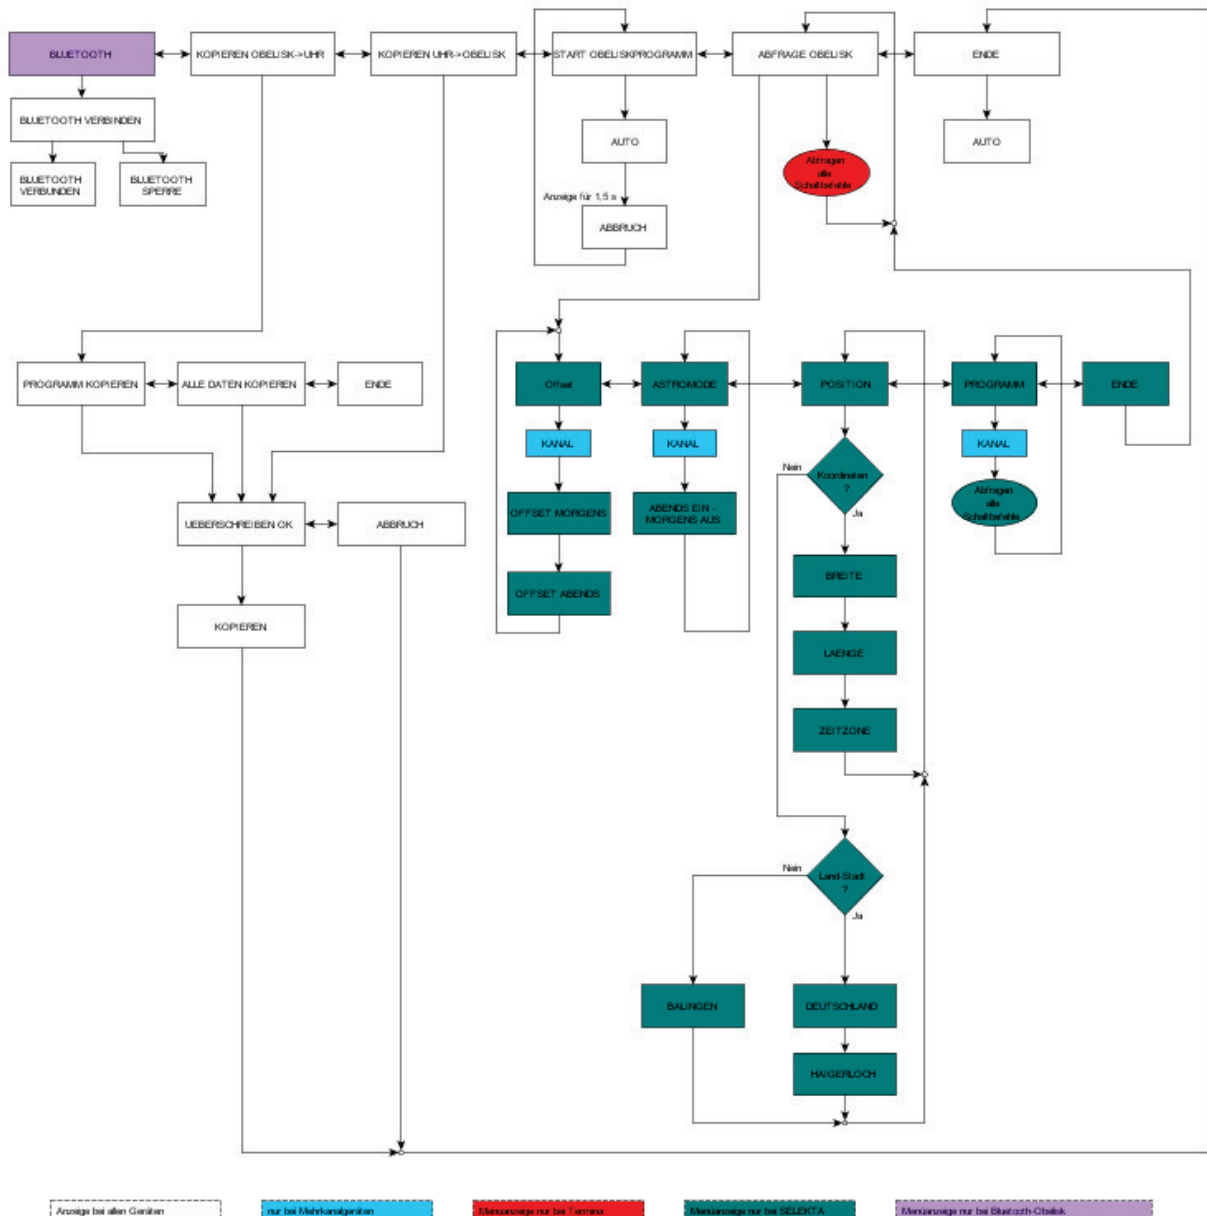 BLUETOOTH
KOPIEREN OBELISK->UHR
KOPIEREN UHR->OBELISK
START OBELISKPROGRAMM
ABFRAGE OBELISK
ENDE
BLUETOOTH VERBINDEN
AUTO
AUTO
BLUETOOTH
VERBUNDEN
BLUETOOTH
SPERRE
Abfragen
alle
Schaltbefehle
Anzeige für 1,5 s
ABBRUCH
PROGRAMM KOPIEREN
ALLE DATEN KOPIEREN
ENDE
Offset
ASTROMODE
POSITION
PROGRAMM
ENDE
KANAL
KANAL
KANAL
Nein
Koordinaten
?
Ja
Abfragen
alle
Schaltbefehle
UEBERSCHREIBEN OK
ABBRUCH
OFFSET MORGENS
ABENDS EIN -
MORGENS AUS
BREITE
OFFSET ABENDS
KOPIEREN
LAENGE
ZEITZONE
Nein
Land-Stadt
?
Ja
BALINGEN
DEUTSCHLAND
HAIGERLOCH
Anzeige bei allen Geräten
nur bei Mehrkanalgeräten
Menüanzeige nur bei Termina
Menüanzeige nur bei SELEKTA
Menüanzeige nur bei Bluetooth-Obelisk